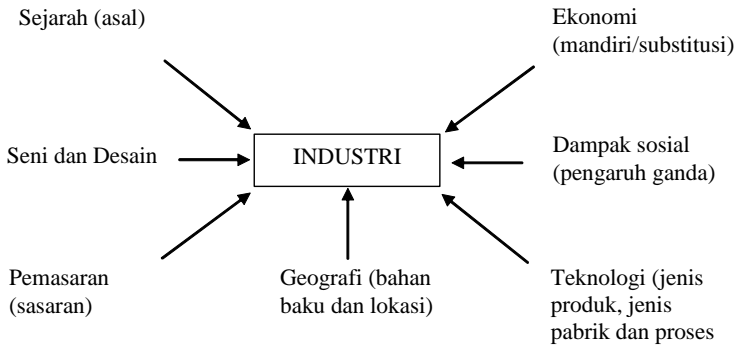 Sejarah (asal)
Ekonomi
(mandiri/substitusi)
Seni dan Desain
INDUSTRI
Dampak sosial
(pengaruh ganda)
Pemasaran
(sasaran)
Geografi (bahan
baku dan lokasi)
Teknologi (jenis
produk, jenis
pabrik dan proses